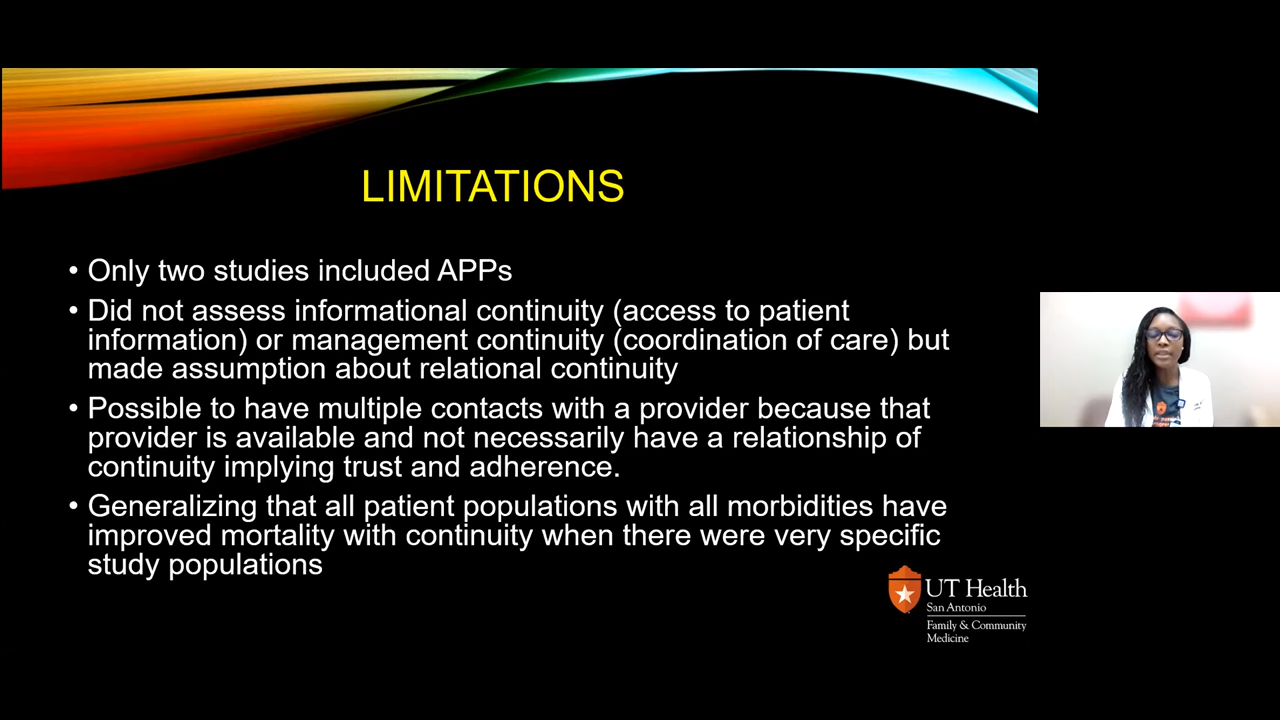 LIMITATIONS
• Only two studies included APPs
• Did not assess informational continuity (access to patient
information) or management continuity (coordination of care) but
made assumption about relational continuity
• Possible to have multiple contacts with a provider because that
provider is available and not necessarily have a relationship of
continuity implying trust and adherence.
• Generalizing that all patient populations with all morbidities have
improved mortality with continuity when there were very specific
study populations
UT Health
San Antonio
Family & Community
Medicine